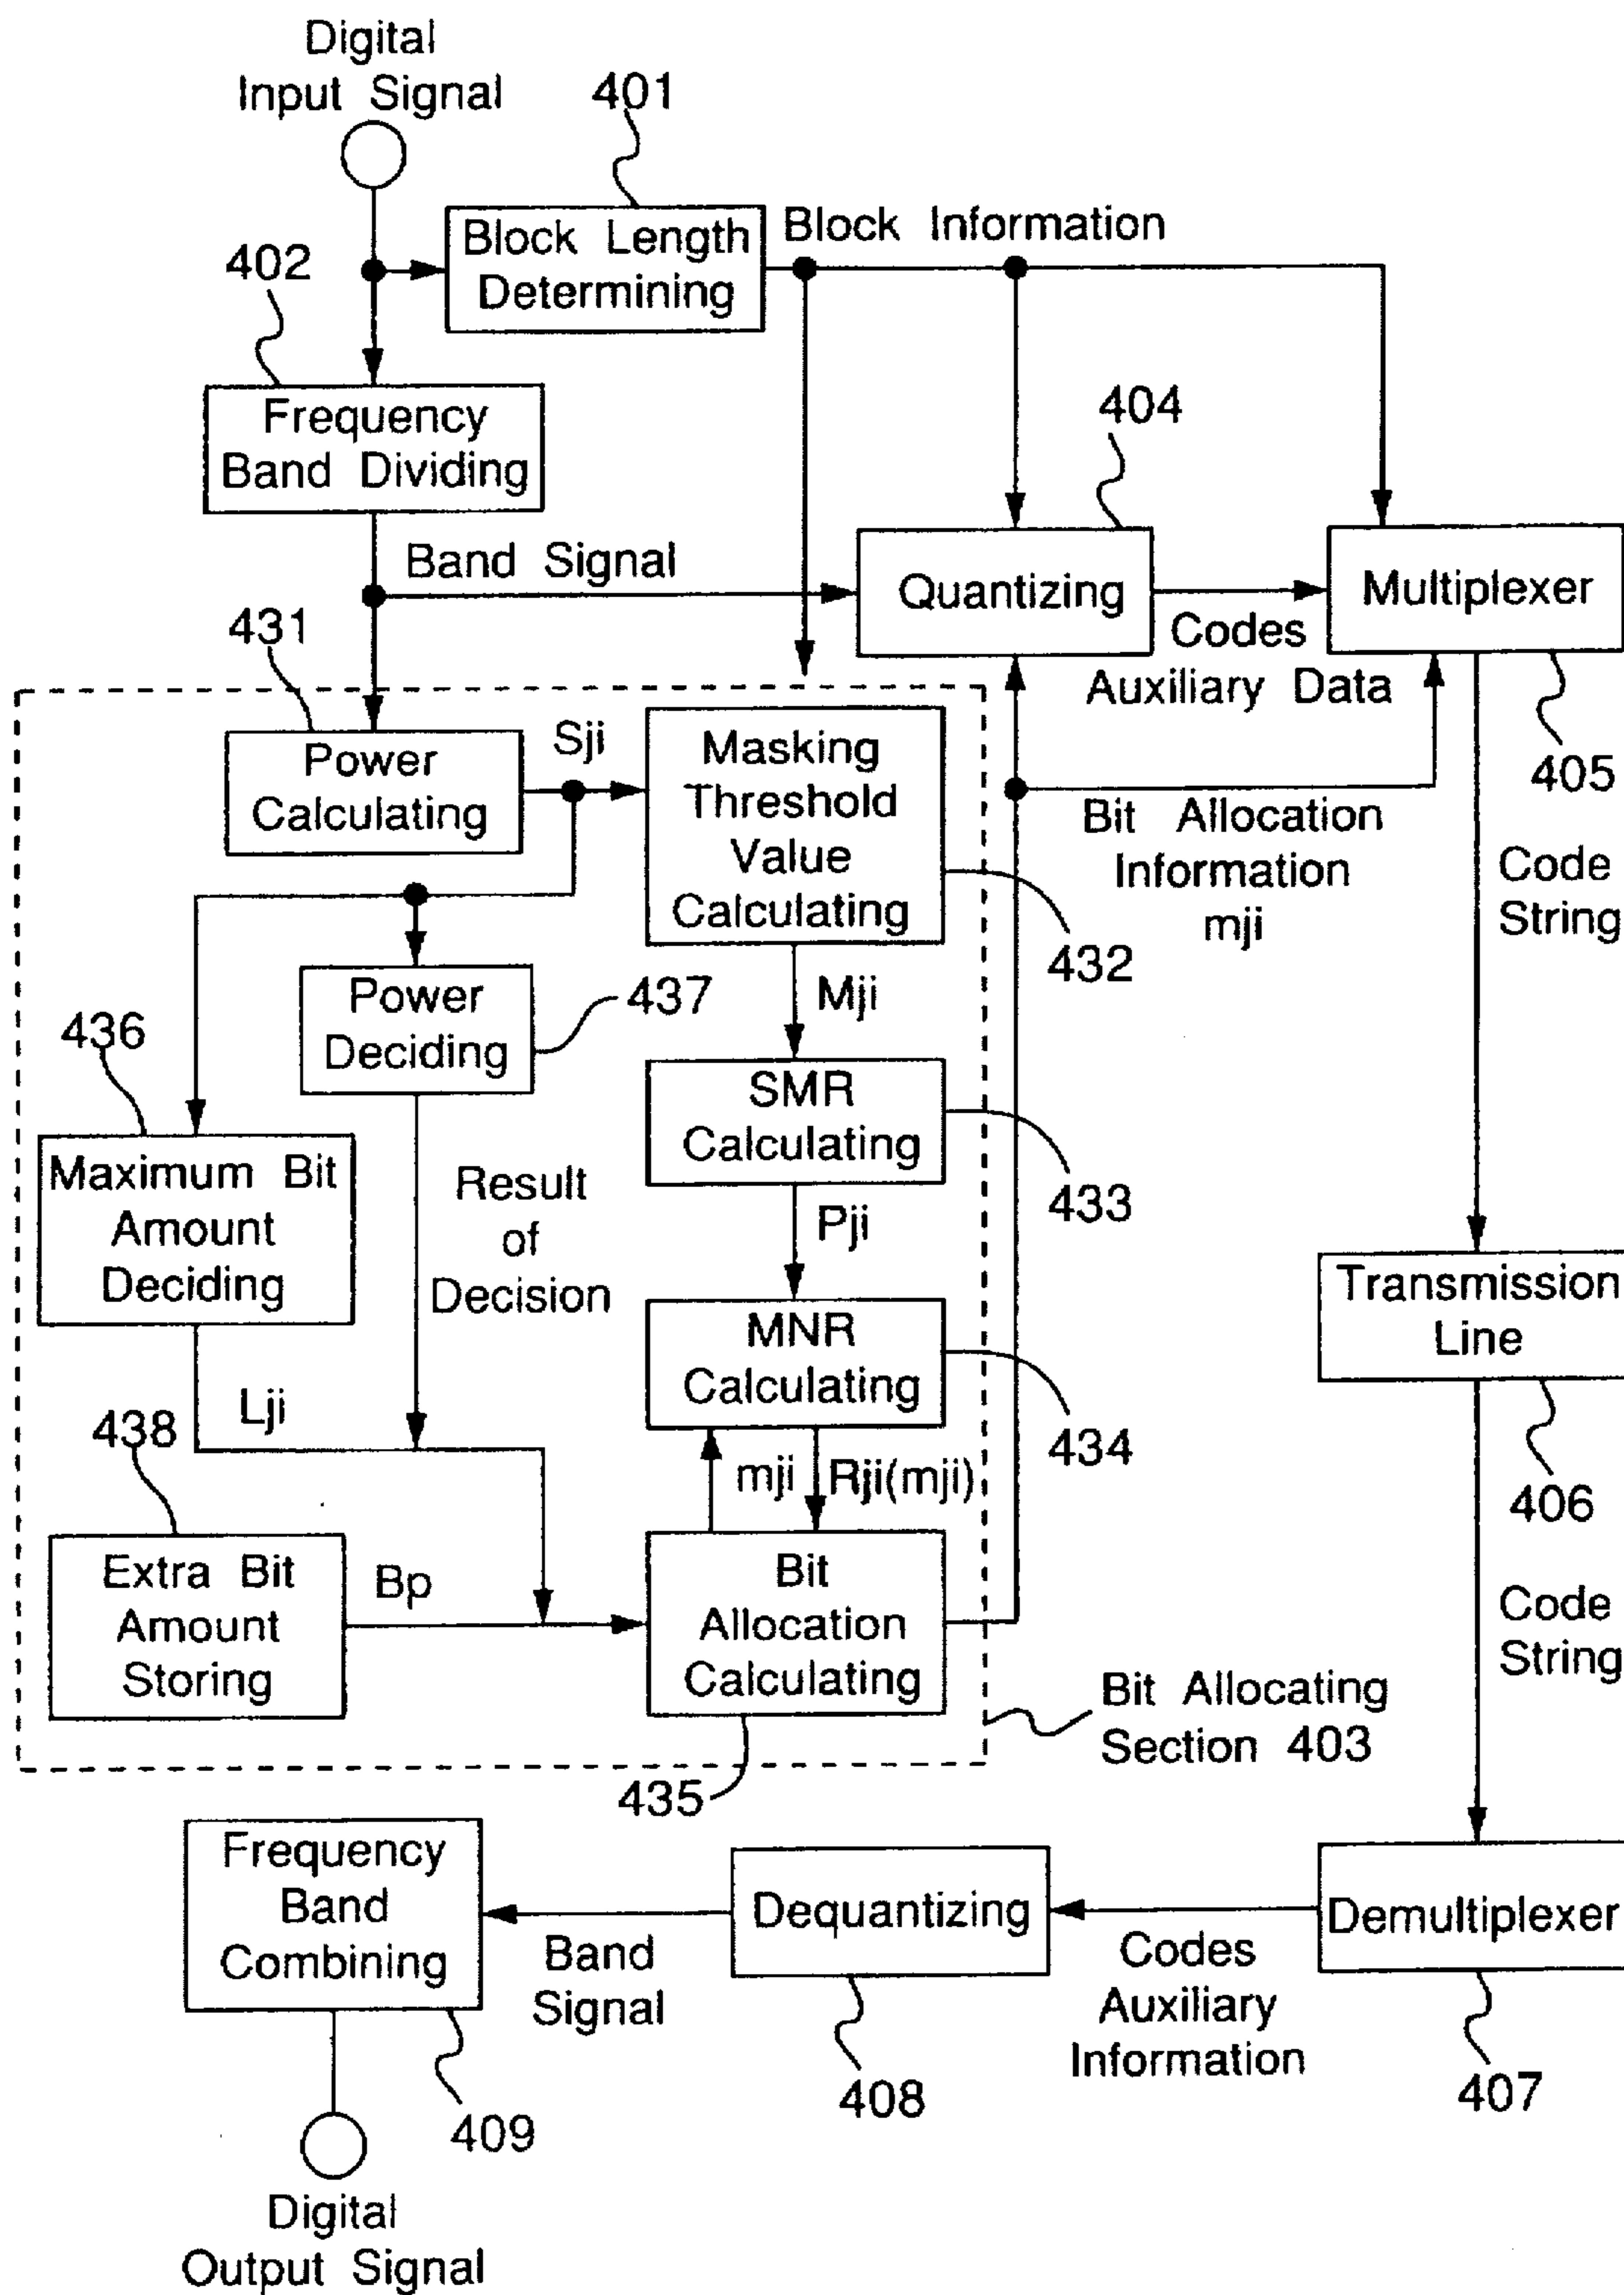 Digital
Input Signal
401
Block Length
Determining
Block Information
402
Frequency
Band Dividing
404
Band Signal
Quantizing
Multiplexer
Codes
Auxiliary Data
405
431
Power
Calculating
Sji
Masking
Threshold
Value
Calculating
432
Bit Allocation
Information
mji
Code
String
Power
Deciding
437
Mji
436
SMR
Calculating
433
Maximum Bit
Amount
Deciding
Result
of
Decision
Pji
MNR
Calculating
434
Transmission
Line
406
Lji
438
mji
Rji(mji)
Extra Bit
Amount
Storing
Bp
Bit
Allocation
Calculating
Code
String
Bit Allocating
Section 403
435
Frequency
Band
Combining
Band
Signal
Dequantizing
Codes
Auxiliary
Information
Demultiplexer
409
408
407
Digital
Output Signal